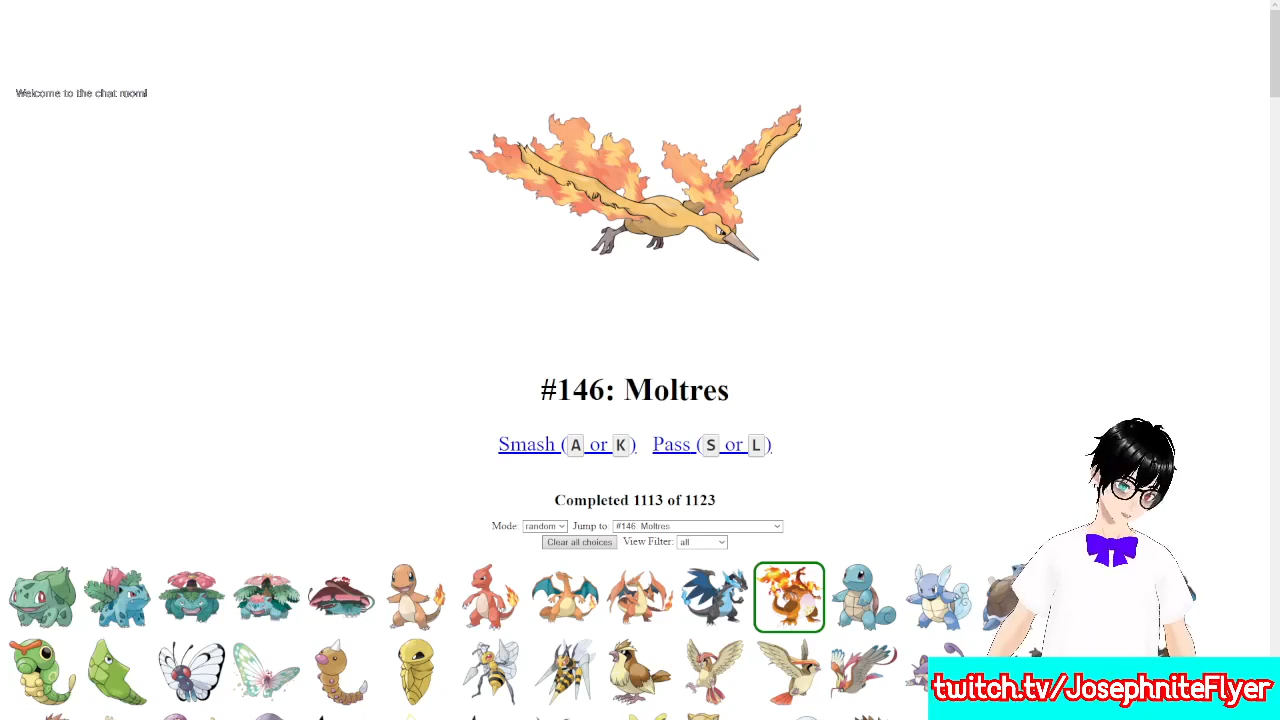 Welcome to the chat room!
#146: Moltres
Smash (A or K) Pass (S or L)
Completed 1113 of 1123
Mode: random Jump to: #146: Moltres
Clear all choices View Filter: all
twitch.tv/JosephniteFlyer